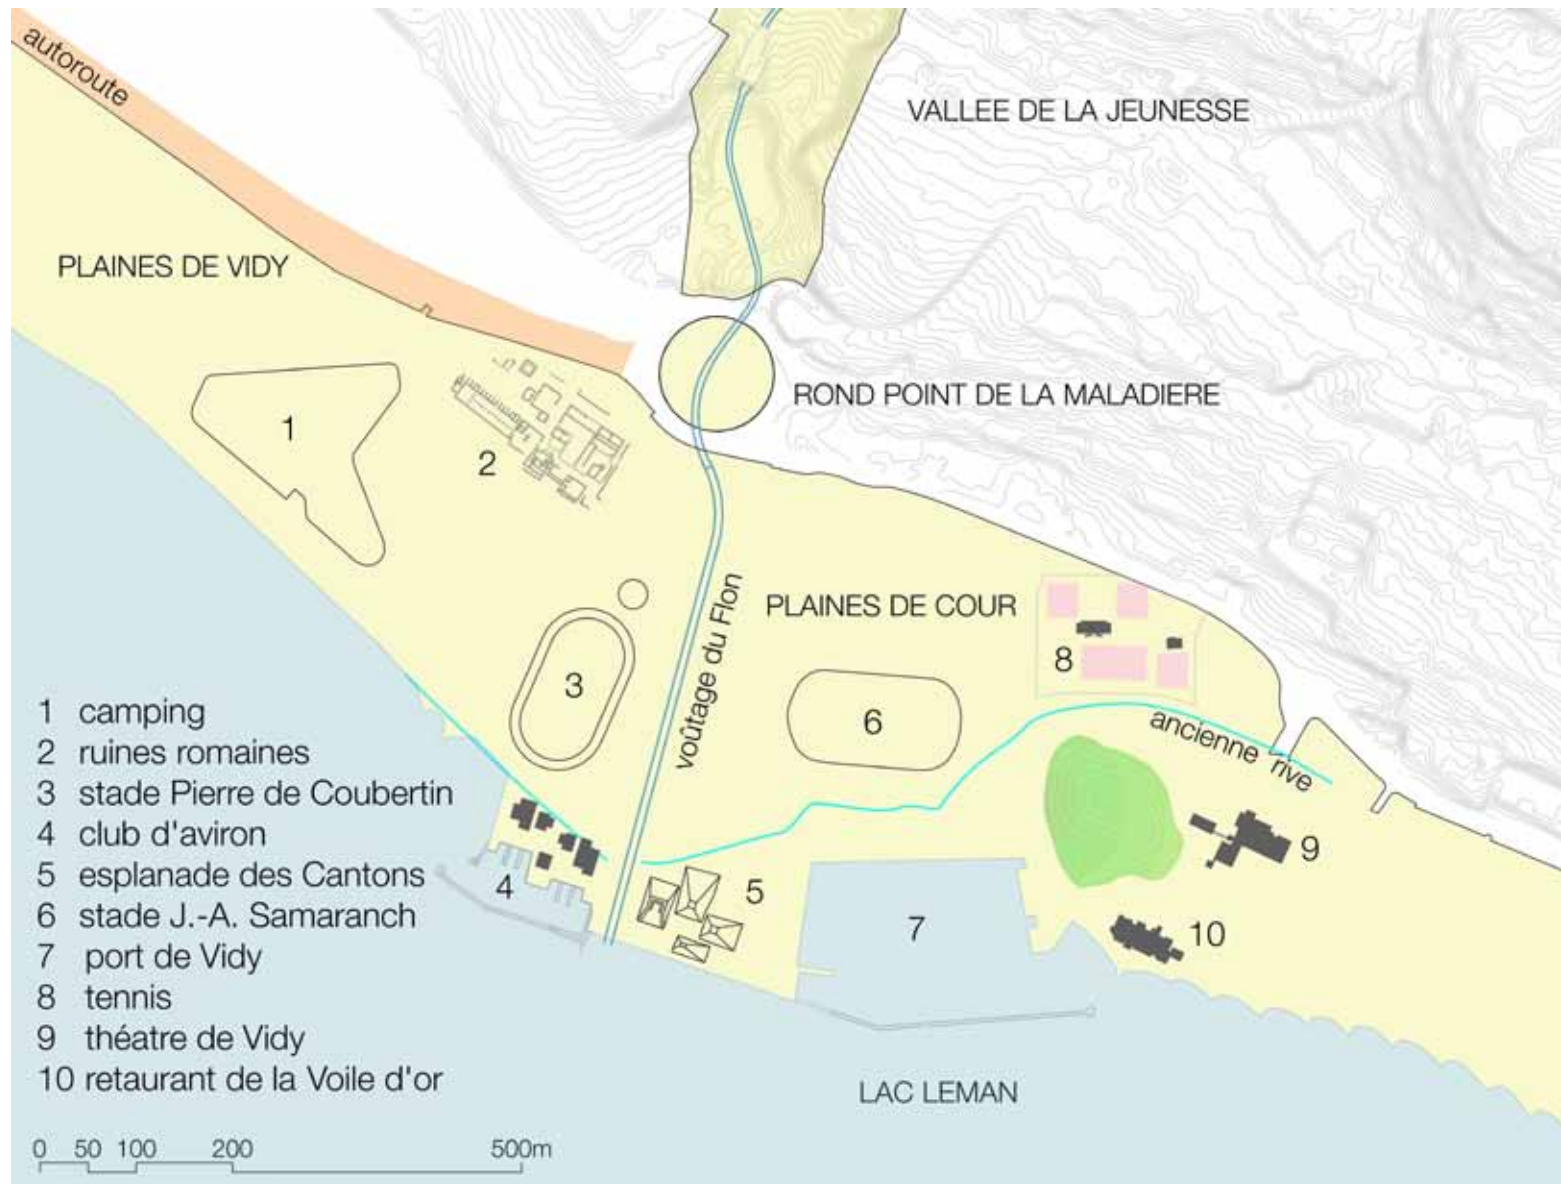 autoroute
VALLEE DE LA JEUNESSE
PLAINES DE VIDY
ROND POINT DE LA MALADIERE
1
2
PLAINES DE COUR
voûtage du Flon
3
6
8
ancienne rive
9
4
5
7
10
1 camping
2 ruines romaines
3 stade Pierre de Coubertin
4 club d'aviron
5 esplanade des Cantons
6 stade J.-A. Samaranch
7 port de Vidy
8 tennis
9 théatre de Vidy
10 retaurant de la Voile d'or
LAC LEMAN
0 50 100 200 500m